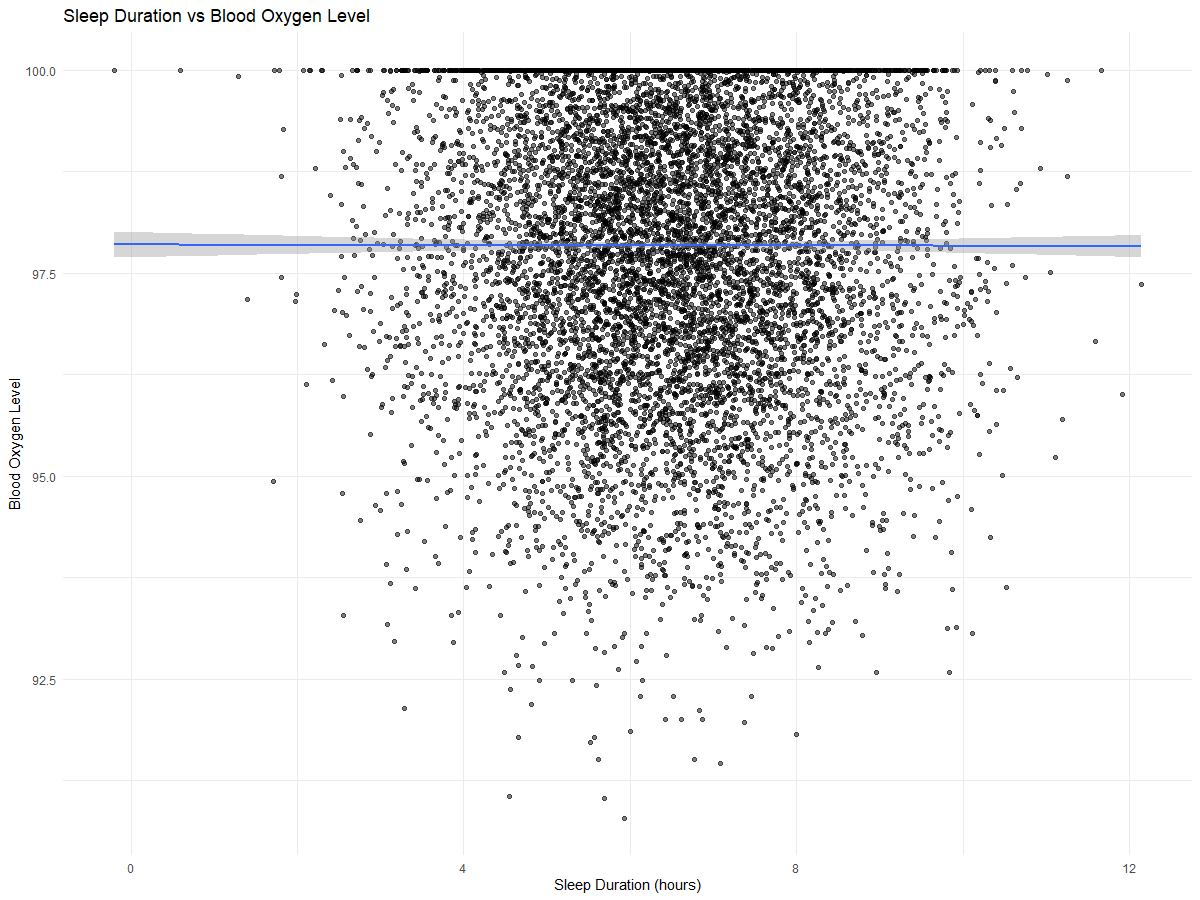 Sleep Duration vs Blood Oxygen Level
100.0
97.5
95.0
92.5
Blood Oxygen Level
0 4 8 12
Sleep Duration (hours)